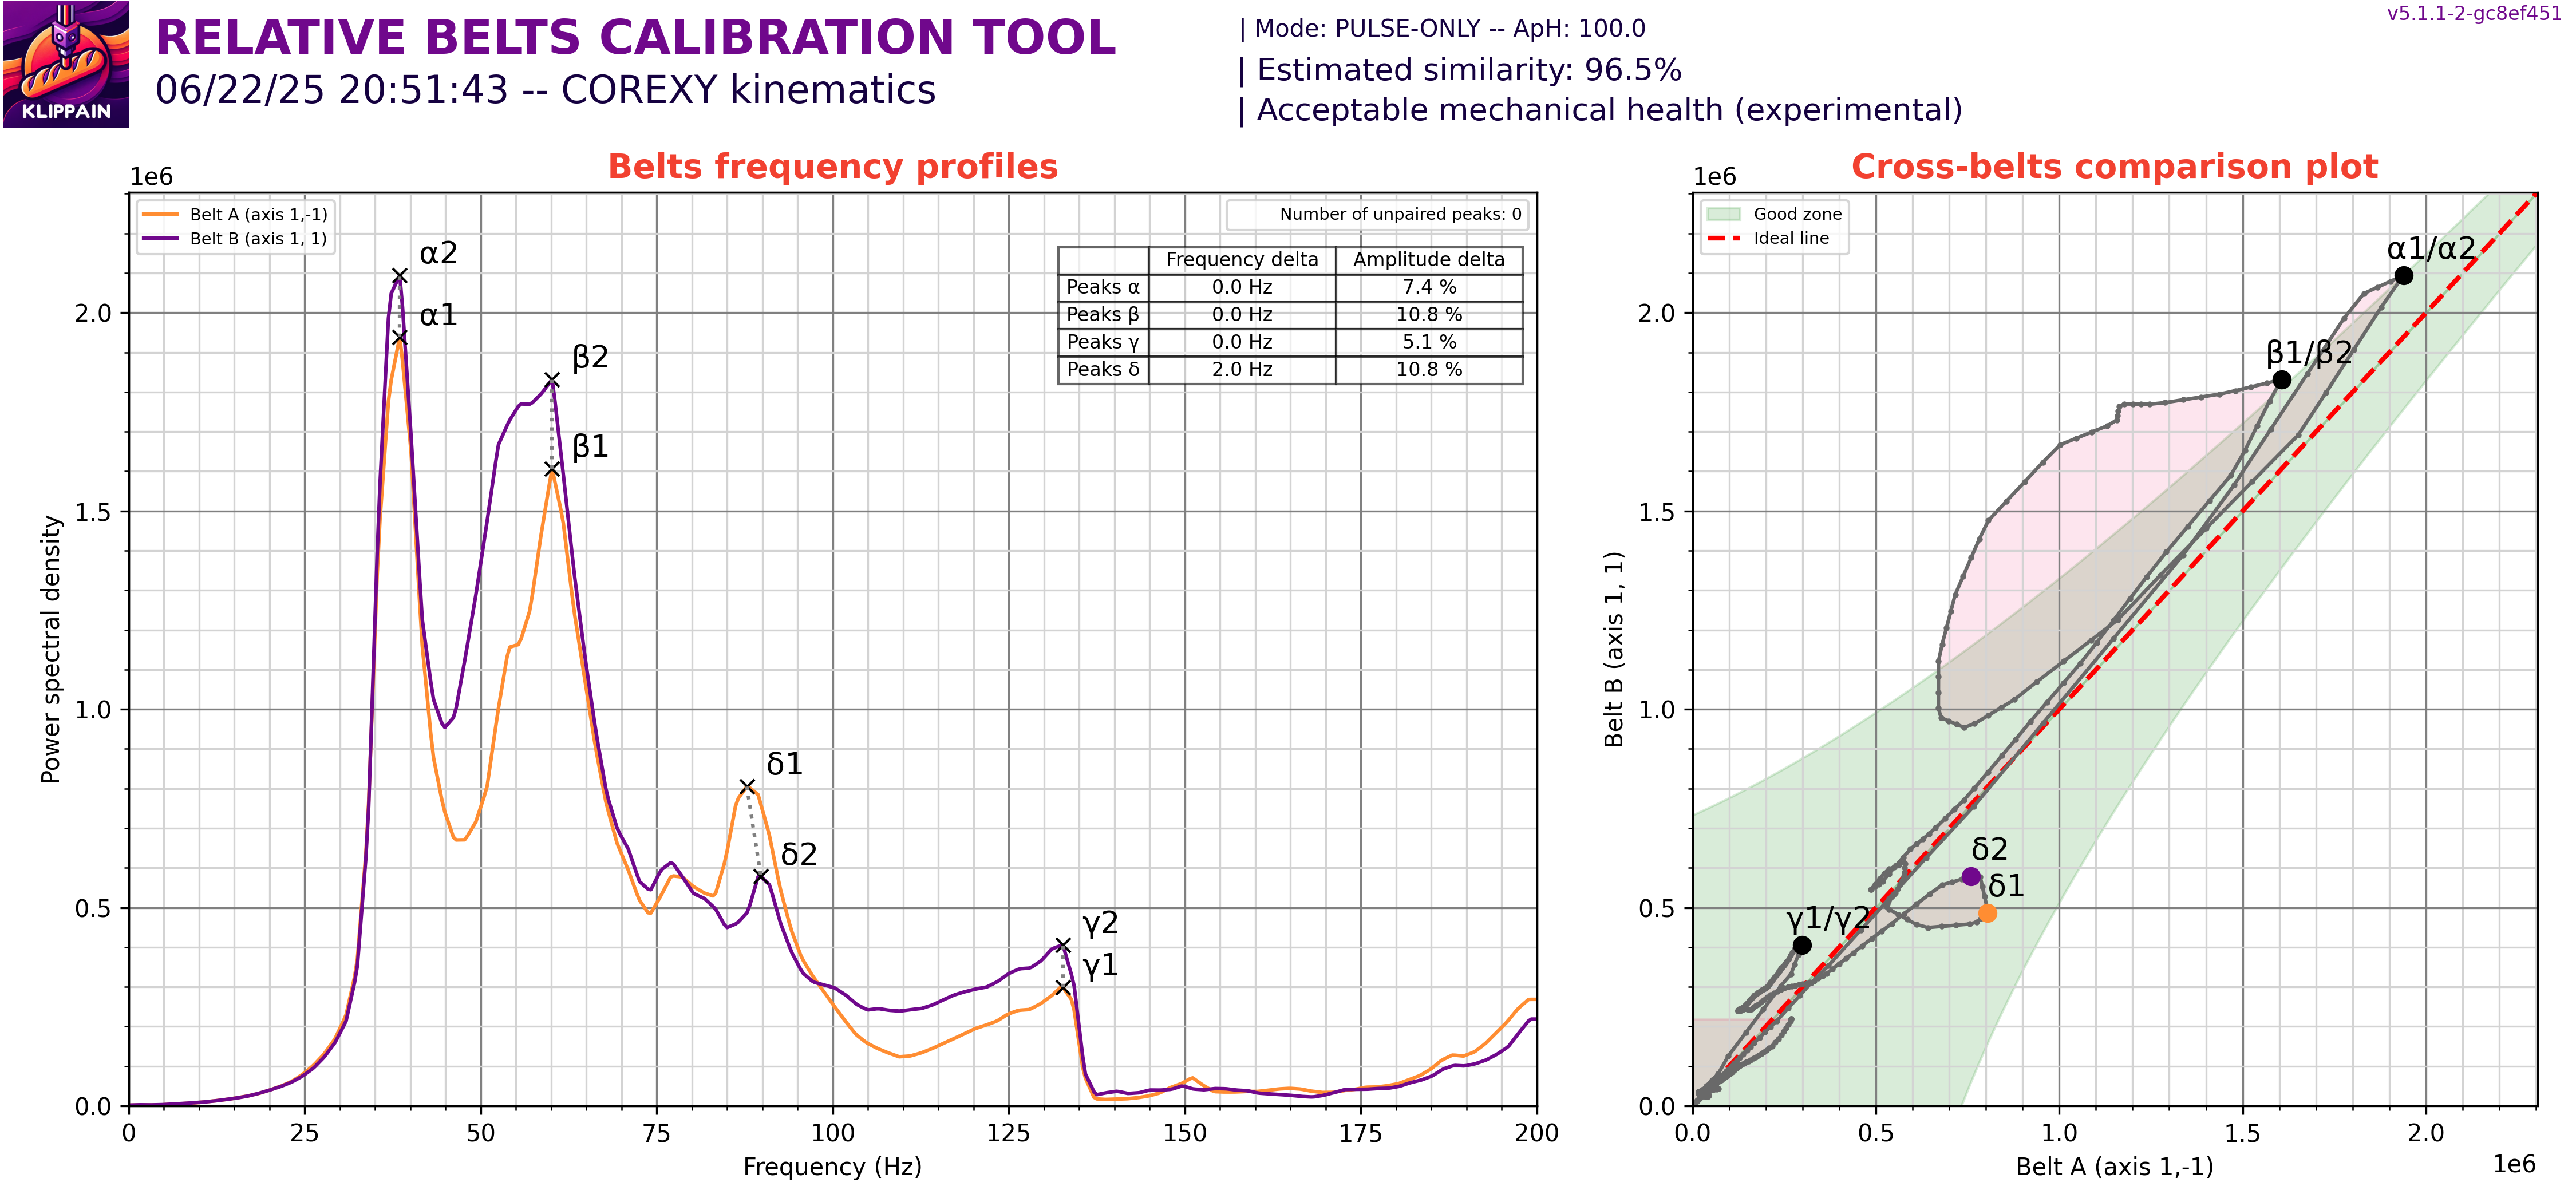 KLIPPAIN
RELATIVE BELTS CALIBRATION TOOL
06/22/25 20:51:43 -- COREXY kinematics
| Mode: PULSE-ONLY -- ApH: 100.0
| Estimated similarity: 96.5%
| Acceptable mechanical health (experimental)
v5.1.1-2-gc8ef451
Belts frequency profiles
1e6
Belt A (axis 1,-1)
Belt B (axis 1, 1)
Number of unpaired peaks: 0
Frequency delta Amplitude delta
Peaks α 0.0 Hz 7.4 %
Peaks β 0.0 Hz 10.8 %
Peaks γ 0.0 Hz 5.1 %
Peaks δ 2.0 Hz 10.8 %
α2
α1
β2
β1
δ1
δ2
γ2
γ1
2.0
1.5
1.0
0.5
0.0
Power spectral density
0 25 50 75 100 125 150 175 200
Frequency (Hz)
Cross-belts comparison plot
1e6
Good zone
Ideal line
α1/α2
β1/β2
δ2
δ1
γ1/γ2
2.0
1.5
1.0
0.5
0.0
Belt B (axis 1, 1)
0.0 0.5 1.0 1.5 2.0
Belt A (axis 1,-1)
1e6